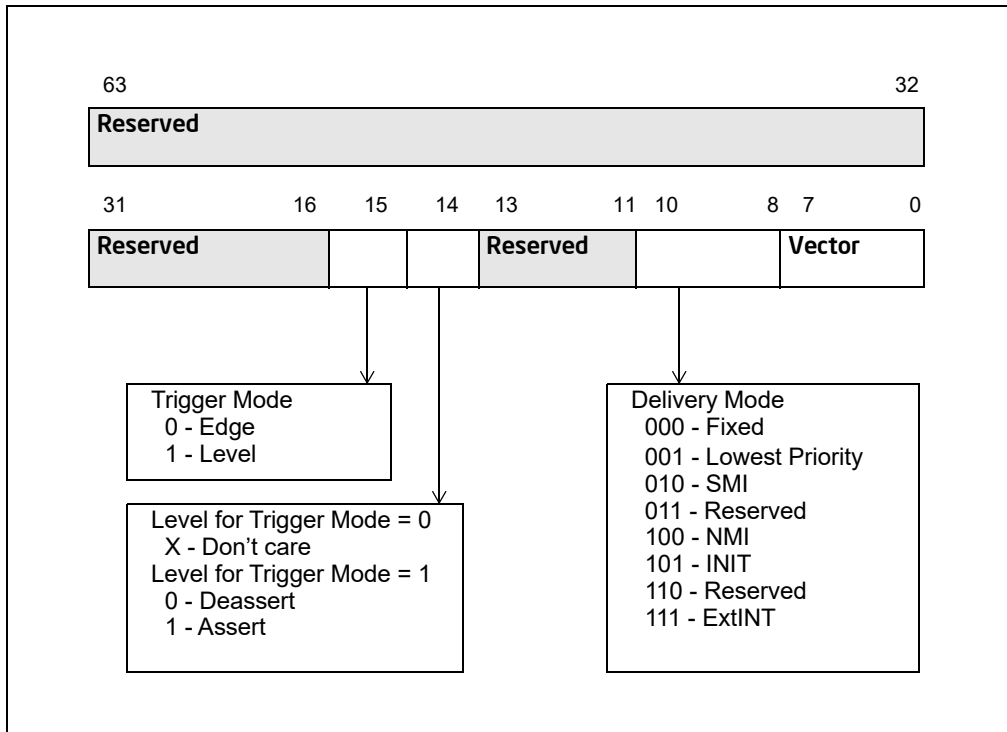 63 32
Reserved
31 16 15 14 13 11 10 8 7 0
Reserved Reserved Vector
Trigger Mode
0 - Edge
1 - Level
Level for Trigger Mode = 0
X - Don’t care
Level for Trigger Mode = 1
0 - Deassert
1 - Assert
Delivery Mode
000 - Fixed
001 - Lowest Priority
010 - SMI
011 - Reserved
100 - NMI
101 - INIT
110 - Reserved
111 - ExtINT